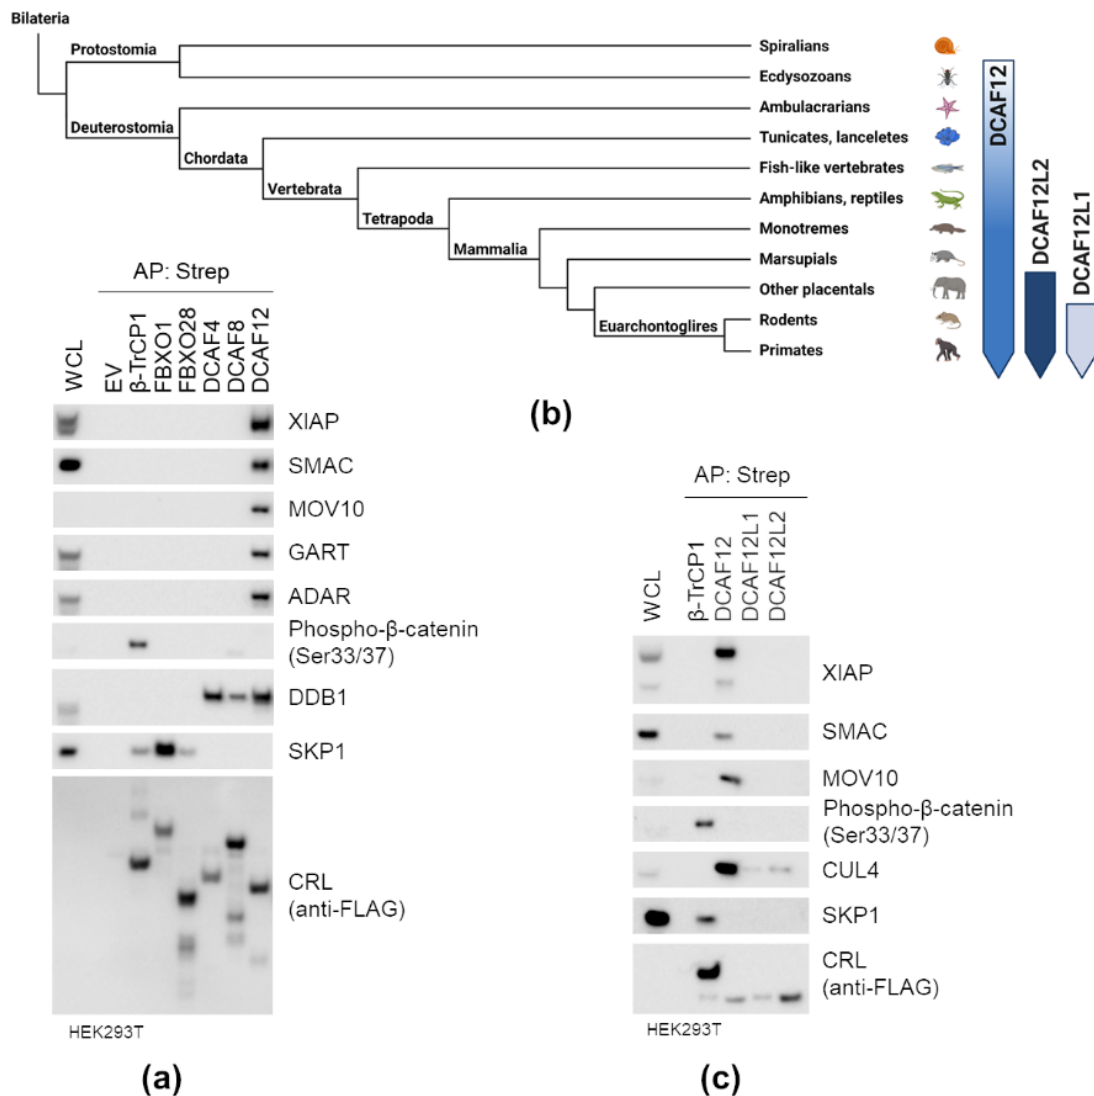 Bilateria
Protostomia
Deuterostomia
Chordata
Vertebrata
Tetrapoda
Mammalia
Euarchontoglires
Spiralians
Ecdysozoans
Ambulacrarians
Tunicates, lanceletes
Fish-like vertebrates
Amphibians, reptiles
Monotremes
Marsupials
Other placentals
Rodents
Primates
DCAF12
DCAF12L2
DCAF12L1
(b)
AP: Strep
WCL
EV
β-TrCP1
FBXO1
FBXO28
DCAF4
DCAF8
DCAF12
XIAP
SMAC
MOV10
GART
ADAR
Phospho-β-catenin
(Ser33/37)
DDB1
SKP1
CRL
(anti-FLAG)
HEK293T
(a)
AP: Strep
WCL
β-TrCP1
DCAF12
DCAF12L1
DCAF12L2
XIAP
SMAC
MOV10
Phospho-β-catenin
(Ser33/37)
CUL4
SKP1
CRL
(anti-FLAG)
HEK293T
(c)